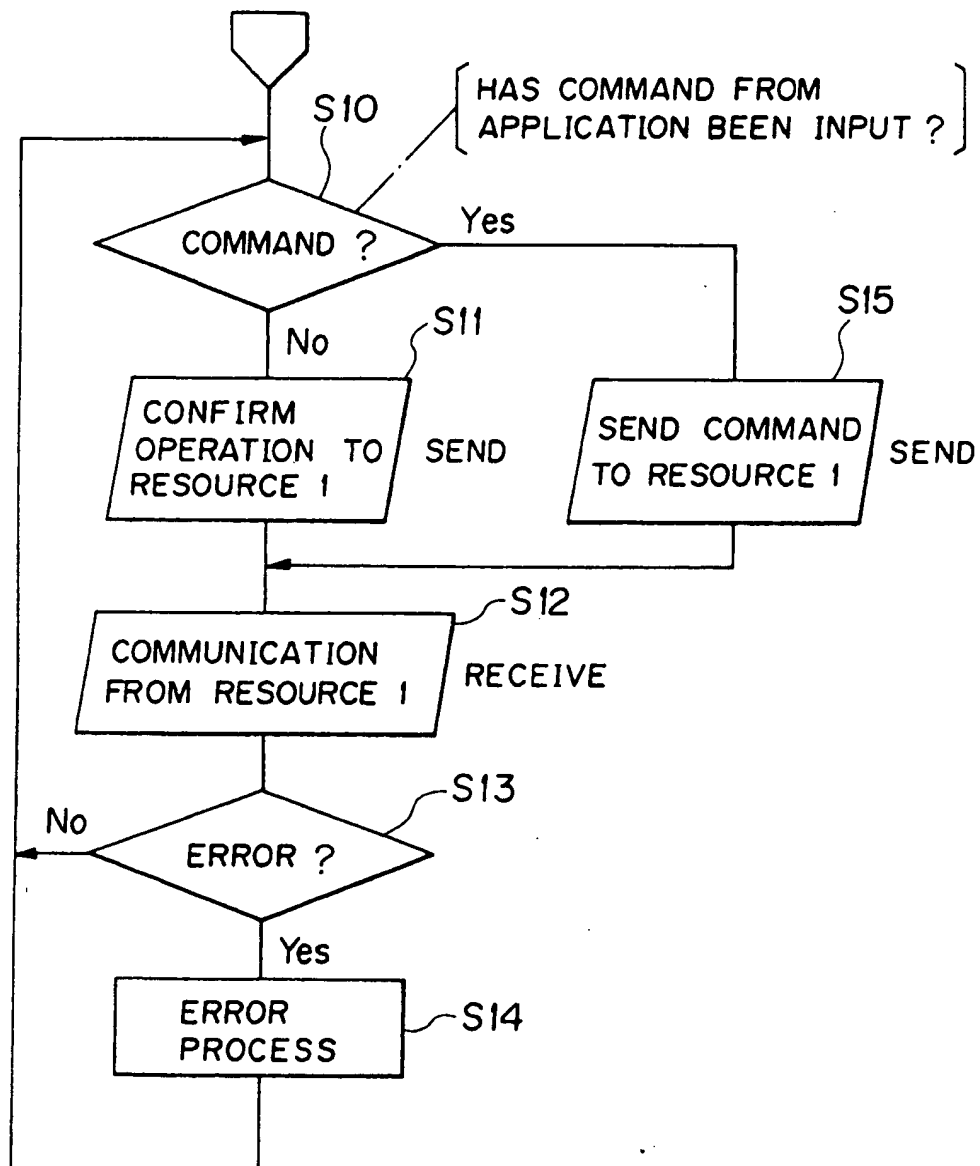 S10
HAS COMMAND FROM
APPLICATION BEEN INPUT ?
COMMAND ?
Yes
No
S11
S15
CONFIRM
OPERATION TO
RESOURCE 1
SEND
SEND COMMAND
TO RESOURCE 1
SEND
S12
COMMUNICATION
FROM RESOURCE 1
RECEIVE
S13
No
ERROR ?
Yes
S14
ERROR
PROCESS